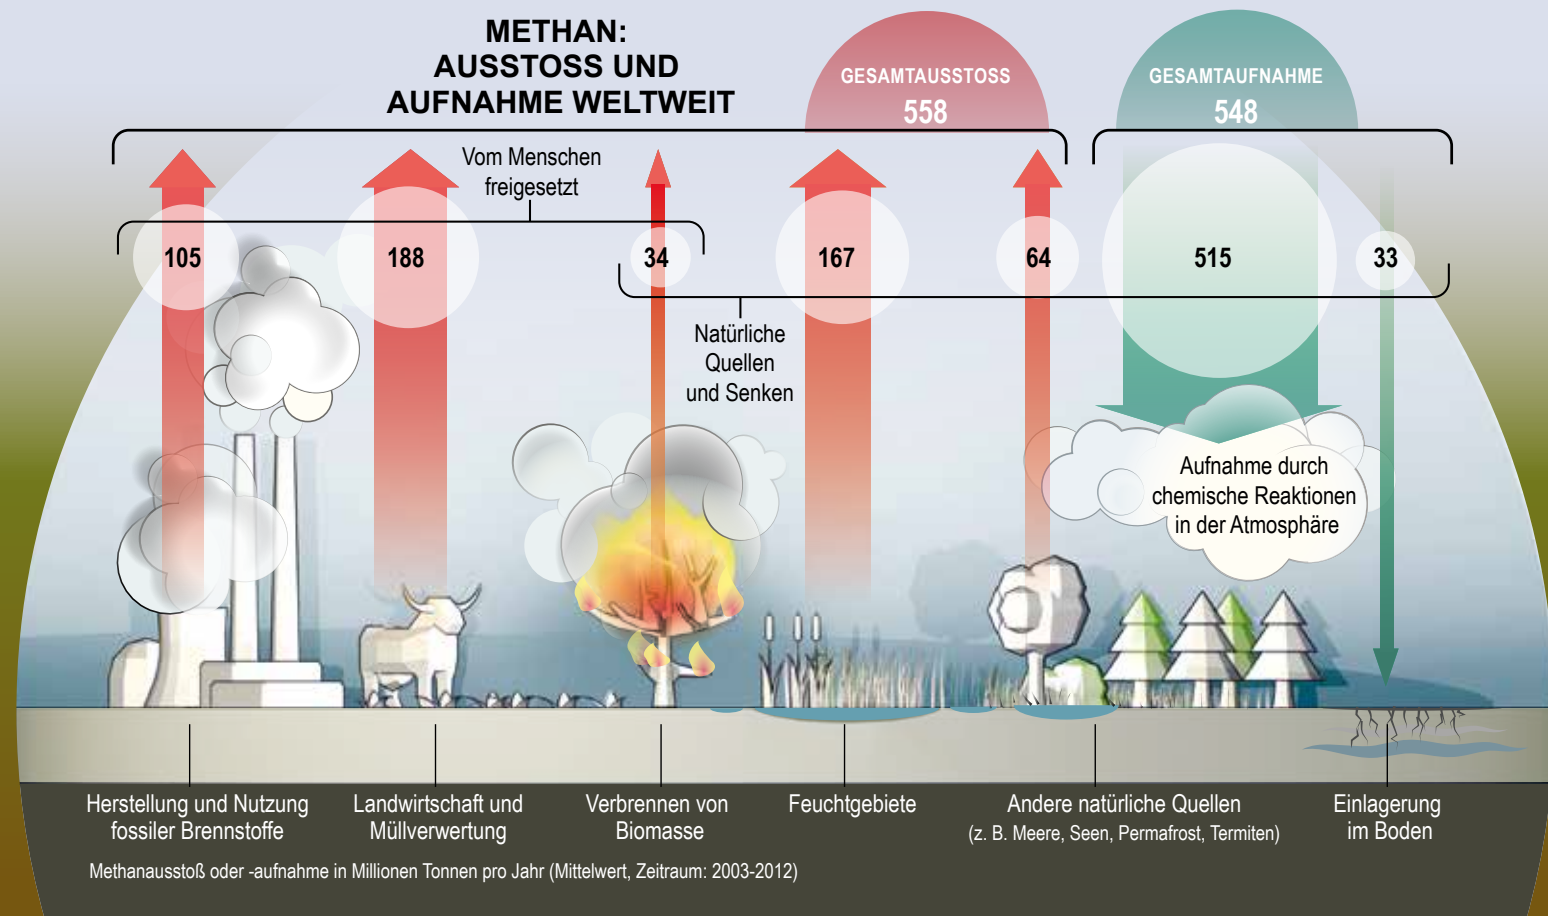 METHAN:
AUSSTOSS UND
AUFNAHME WELTWEIT
GESAMTAUSSTOSS
558
GESAMTAUFNAHME
548
Vom Menschen
freigesetzt
105
188
34
167
64
515
33
Natürliche
Quellen
und Senken
Aufnahme durch
chemische Reaktionen
in der Atmosphäre
Herstellung und Nutzung
fossiler Brennstoffe
Landwirtschaft und
Müllverwertung
Verbrennen von
Biomasse
Feuchtgebiete
Andere natürliche Quellen
(z. B. Meere, Seen, Permafrost, Termiten)
Einlagerung
im Boden
Methanausstoß oder -aufnahme in Millionen Tonnen pro Jahr (Mittelwert, Zeitraum: 2003-2012)